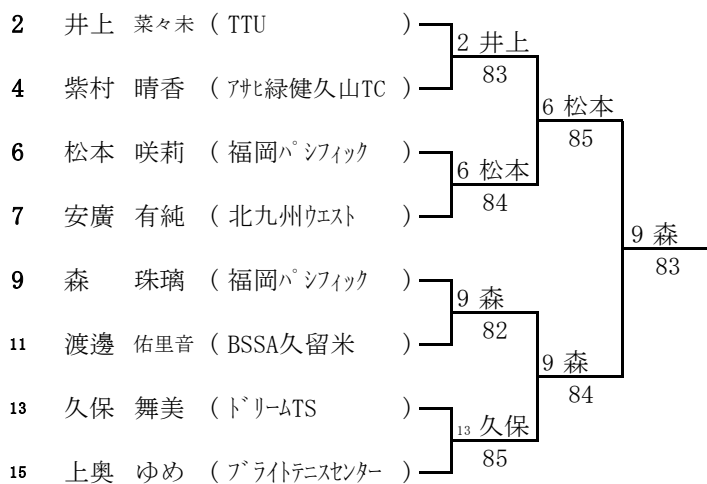 2 井上 菜々未 ( TTU )
2 井上
83
4 紫村 晴香 ( ｱｻﾋ緑健久山TC )
6 松本
85
6 松本 咲莉 ( 福岡ﾊﾟｼﾌｨｯｸ )
6 松本
84
7 安廣 有純 ( 北九州ｳｴｽﾄ )
9 森
83
9 森 珠璃 ( 福岡ﾊﾟｼﾌｨｯｸ )
9 森
82
11 渡邊 佑里音 ( BSSA久留米 )
9 森
84
13 久保 舞美 ( ﾄﾞﾘｰﾑTS )
13 久保
85
15 上奥 ゆめ ( ﾌﾞﾗｲﾄﾃﾆｽｾﾝﾀｰ )